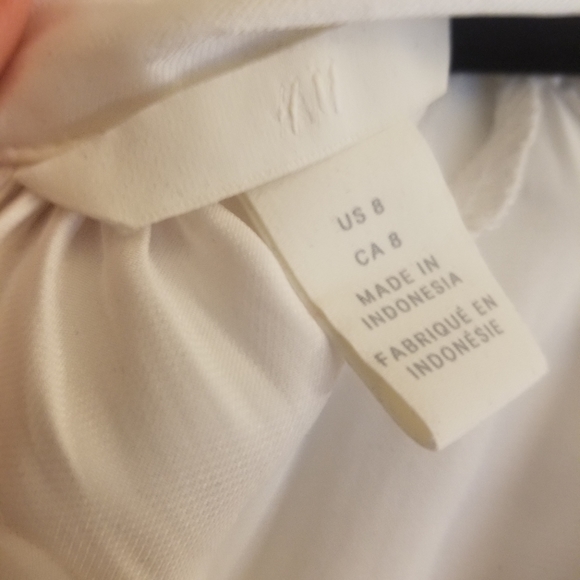 US 8
CA 8
MADE IN
INDONESIA
FABRIQUÉ EN
INDONÉSIE